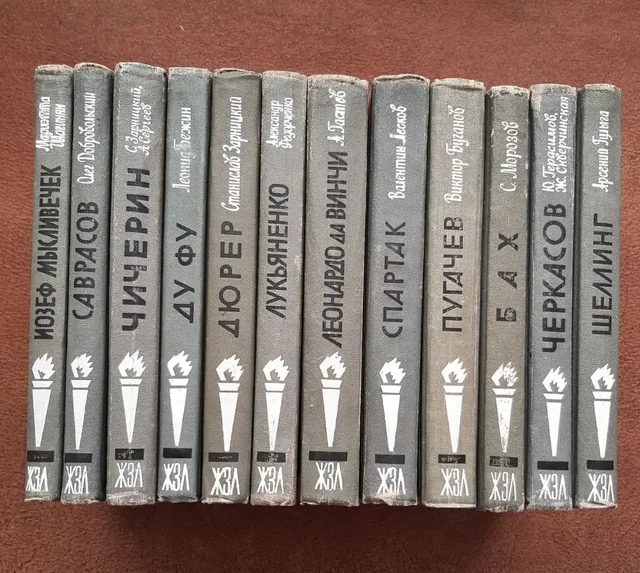 Мариэтта
Шагинян
ИОЗЕФ МЫСЛИВЕЧЕК
ЖЗЛ
Олег Добровольский
САВРАСОВ
ЖЗЛ
С. Зарницкий,
А. Сергеев
ЧИЧЕРИН
ЖЗЛ
Леонид Бежин
ДУ ФУ
ЖЗЛ
Станислав Зарницкий
ДЮРЕР
ЖЗЛ
Александр
Федорченко
ЛУКЬЯНЕНКО
ЖЗЛ
А. Гастев
ЛЕОНАРДО ДА ВИНЧИ
ЖЗЛ
Валентин Лесков
СПАРТАК
ЖЗЛ
Виктор Буганов
ПУГАЧЕВ
ЖЗЛ
С. Морозов
БАХ
ЖЗЛ
Ю. Герасимов,
Ж. Скверчинская
ЧЕРКАСОВ
ЖЗЛ
Арсений Гулыга
ШЕЛЛИНГ
ЖЗЛ